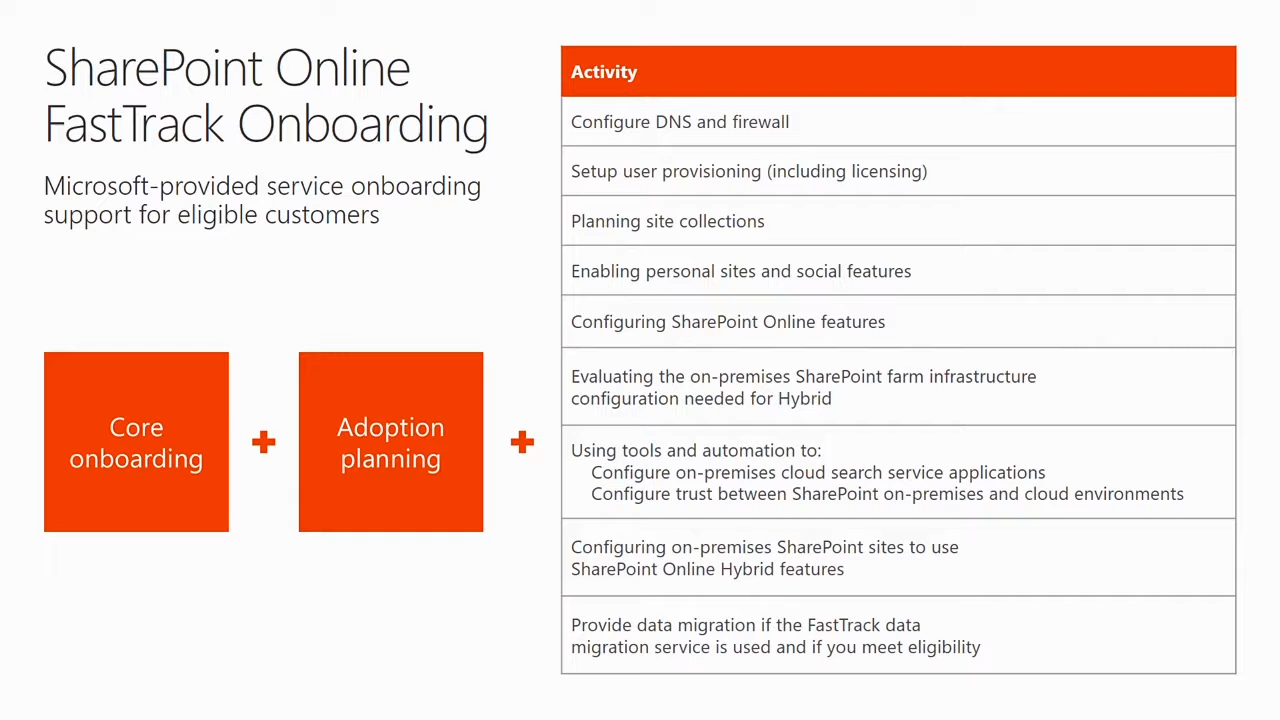 SharePoint Online
FastTrack Onboarding
Microsoft-provided service onboarding
support for eligible customers
Core
onboarding
+
Adoption
planning
+
Activity
Configure DNS and firewall
Setup user provisioning (including licensing)
Planning site collections
Enabling personal sites and social features
Configuring SharePoint Online features
Evaluating the on-premises SharePoint farm infrastructure
configuration needed for Hybrid
Using tools and automation to:
Configure on-premises cloud search service applications
Configure trust between SharePoint on-premises and cloud environments
Configuring on-premises SharePoint sites to use
SharePoint Online Hybrid features
Provide data migration if the FastTrack data
migration service is used and if you meet eligibility